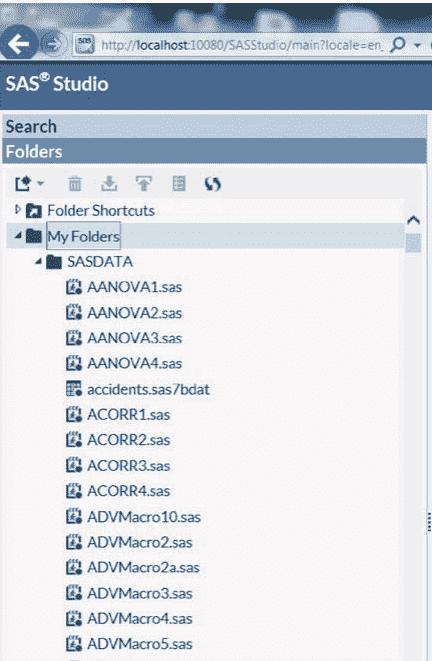 http://localhost:10080/SASStudio/main?locale=en_
SAS® Studio
Search
Folders
Folder Shortcuts
My Folders
SASDATA
AANOVA1.sas
AANOVA2.sas
AANOVA3.sas
AANOVA4.sas
accidents.sas7bdat
ACORR1.sas
ACORR2.sas
ACORR3.sas
ACORR4.sas
ADVMacro10.sas
ADVMacro2.sas
ADVMacro2a.sas
ADVMacro3.sas
ADVMacro4.sas
ADVMacro5.sas